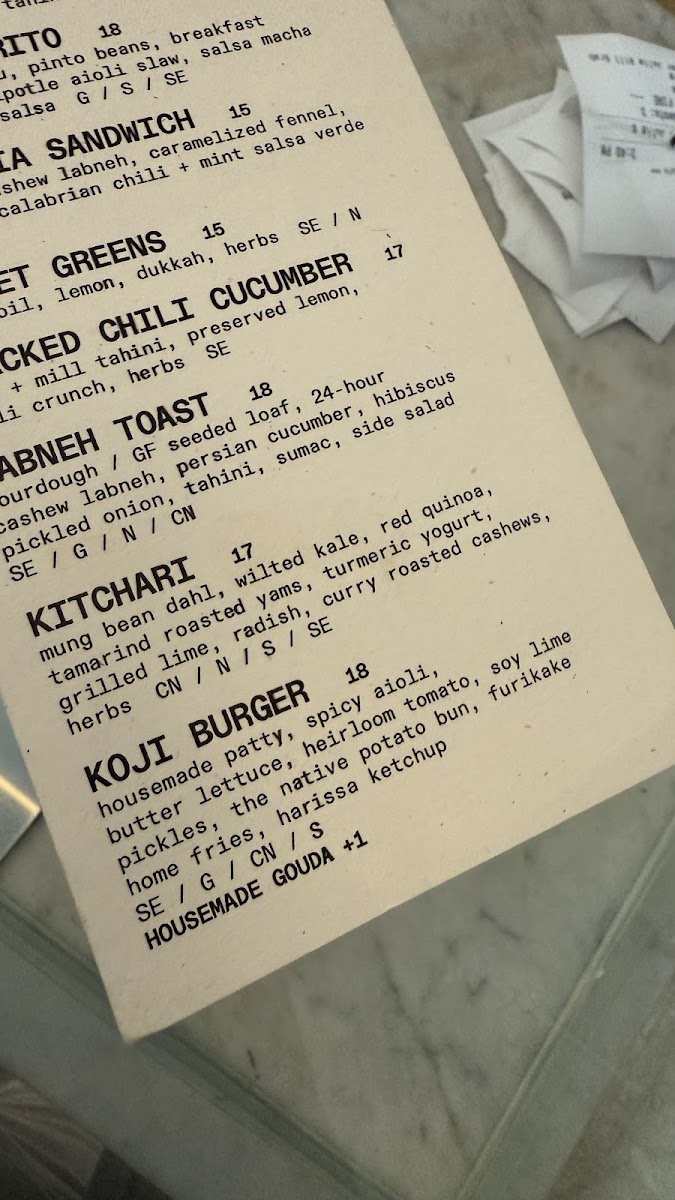 RITO 18
pinto beans, breakfast
potle aioli slaw, salsa macha
salsa G / S / SE
IA SANDWICH 15
shew labneh, caramelized fennel,
calabrian chili + mint salsa verde
ET GREENS 15
oil, lemon, dukkah, herbs SE / N
CKED CHILI CUCUMBER 17
+ mill tahini, preserved lemon,
li crunch, herbs SE
ABNEH TOAST 18
ourdough / GF seeded loaf, 24-hour
cashew labneh, persian cucumber, hibiscus
pickled onion, tahini, sumac, side salad
SE / G / N / CN
KITCHARI 17
mung bean dahl, wilted kale, red quinoa,
tamarind roasted yams, turmeric yogurt,
grilled lime, radish, curry roasted cashews,
herbs CN / N / S / SE
KOJI BURGER 18
housemade patty, spicy aioli,
butter lettuce, heirloom tomato, soy lime
pickles, the native potato bun, furikake
home fries, harissa ketchup
SE / G / CN / S
HOUSEMADE GOUDA +1